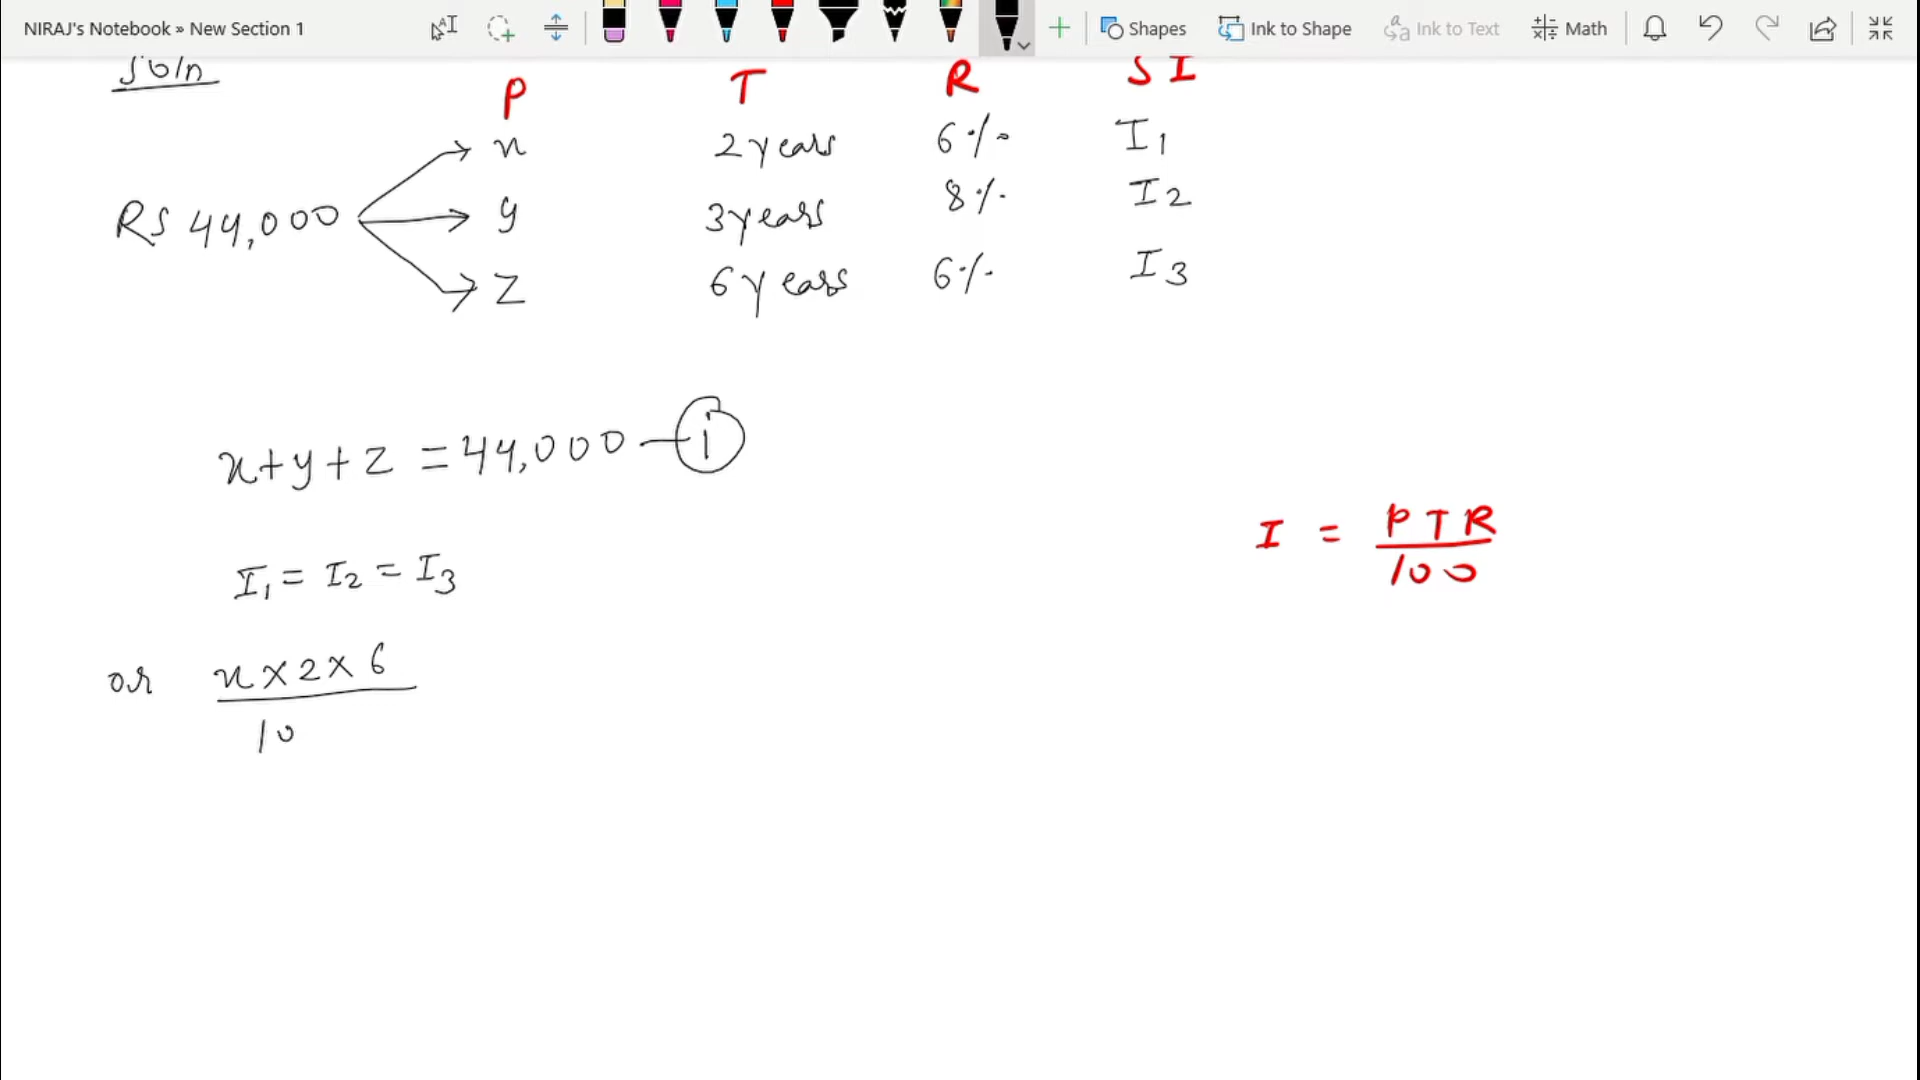 NIRAJ's Notebook » New Section 1 Shapes Ink to Shape Ink to Text Math
Soln
P T R SI
x 2 years 6% I1
Rs 44,000 y 3 years 8% I2
z 6 years 6% I3
x+y+z = 44,000 — i
I = PTR
100
I1 = I2 = I3
or x×2×6
10